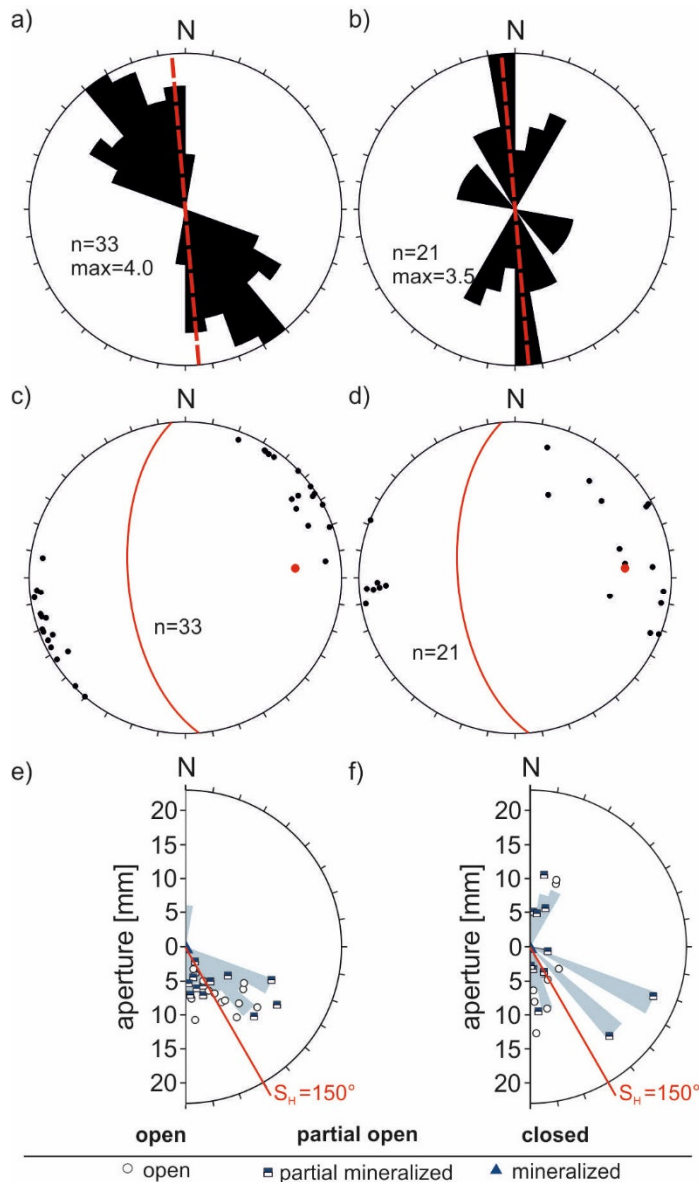 a)
N
n=33
max=4.0
b)
N
n=21
max=3.5
c)
N
n=33
d)
N
n=21
e)
N
20
15
10
5
0
5
10
15
20
aperture [mm]
S_H=150°
f)
N
20
15
10
5
0
5
10
15
20
aperture [mm]
S_H=150°
open partial open closed
open partial mineralized mineralized